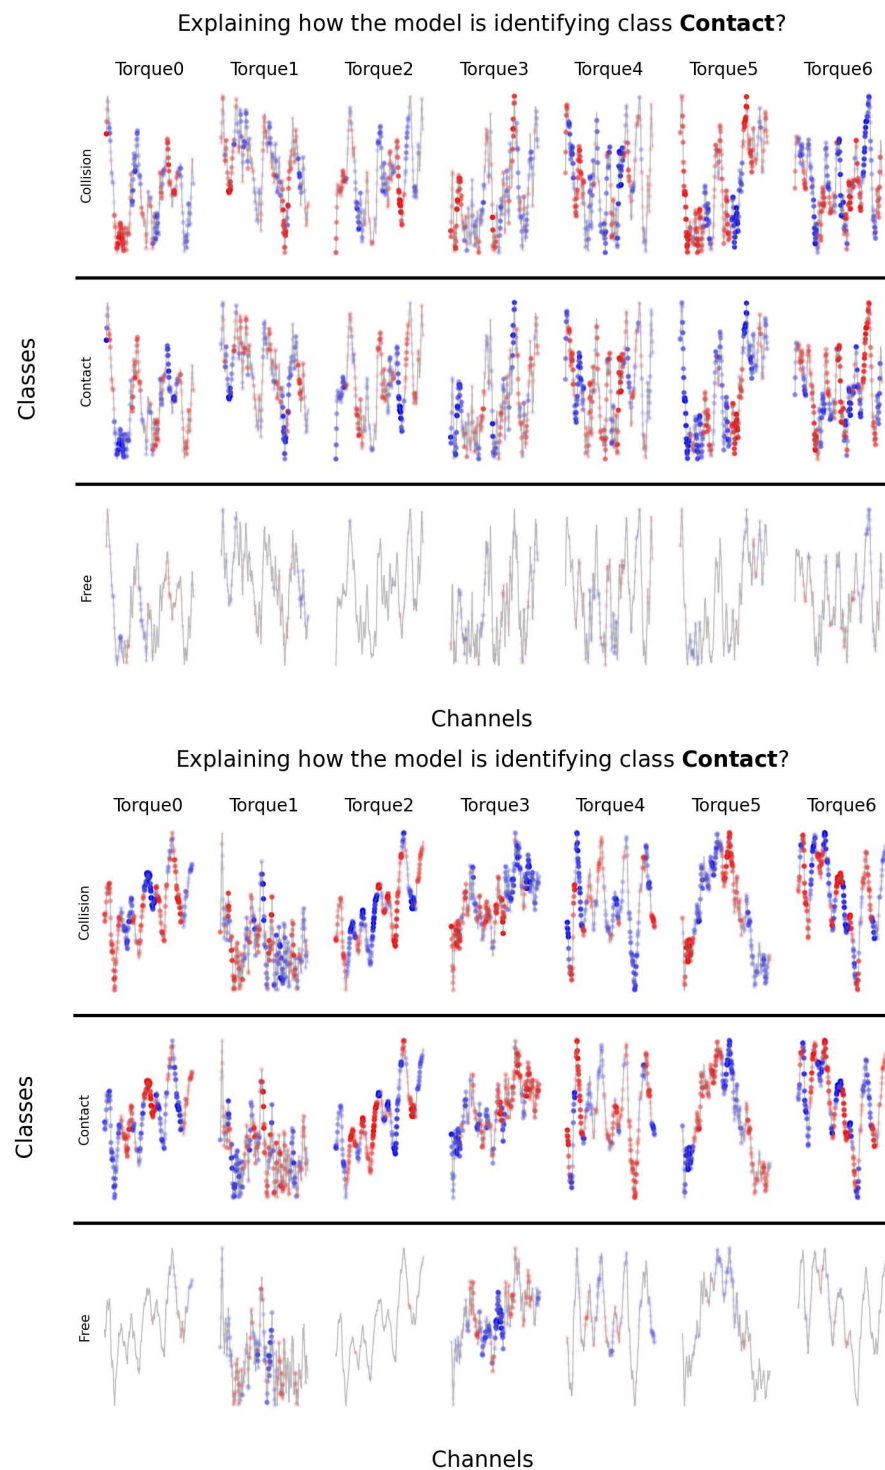 Explaining how the model is identifying class Contact?
Torque0 Torque1 Torque2 Torque3 Torque4 Torque5 Torque6
Collision
Classes
Contact
Free
Channels
Explaining how the model is identifying class Contact?
Torque0 Torque1 Torque2 Torque3 Torque4 Torque5 Torque6
Collision
Classes
Contact
Free
Channels